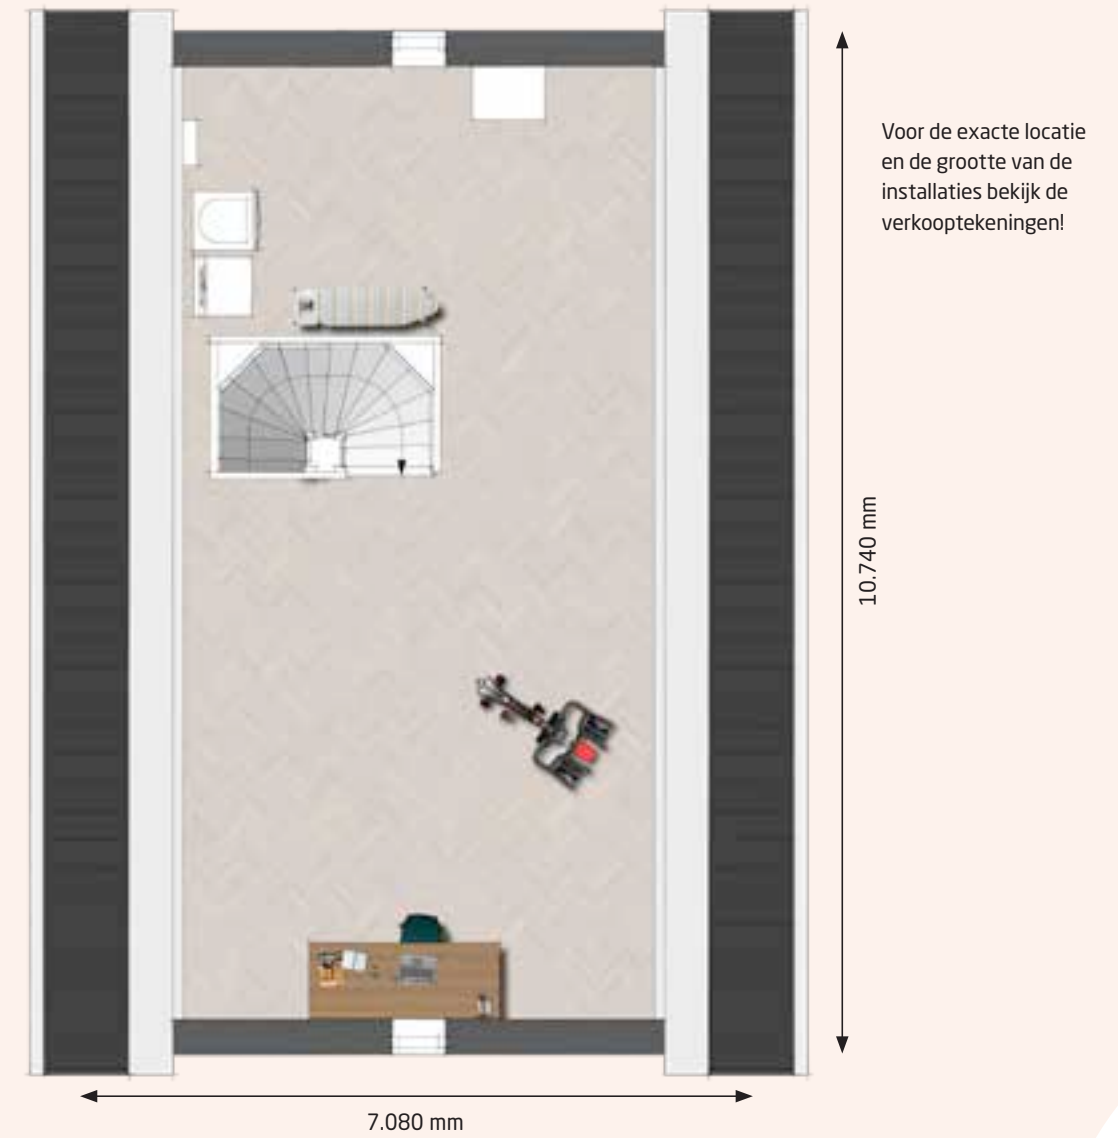 Voor de exacte locatie
en de grootte van de
installaties bekijk de
verkooptekeningen!
10.740 mm
7.080 mm